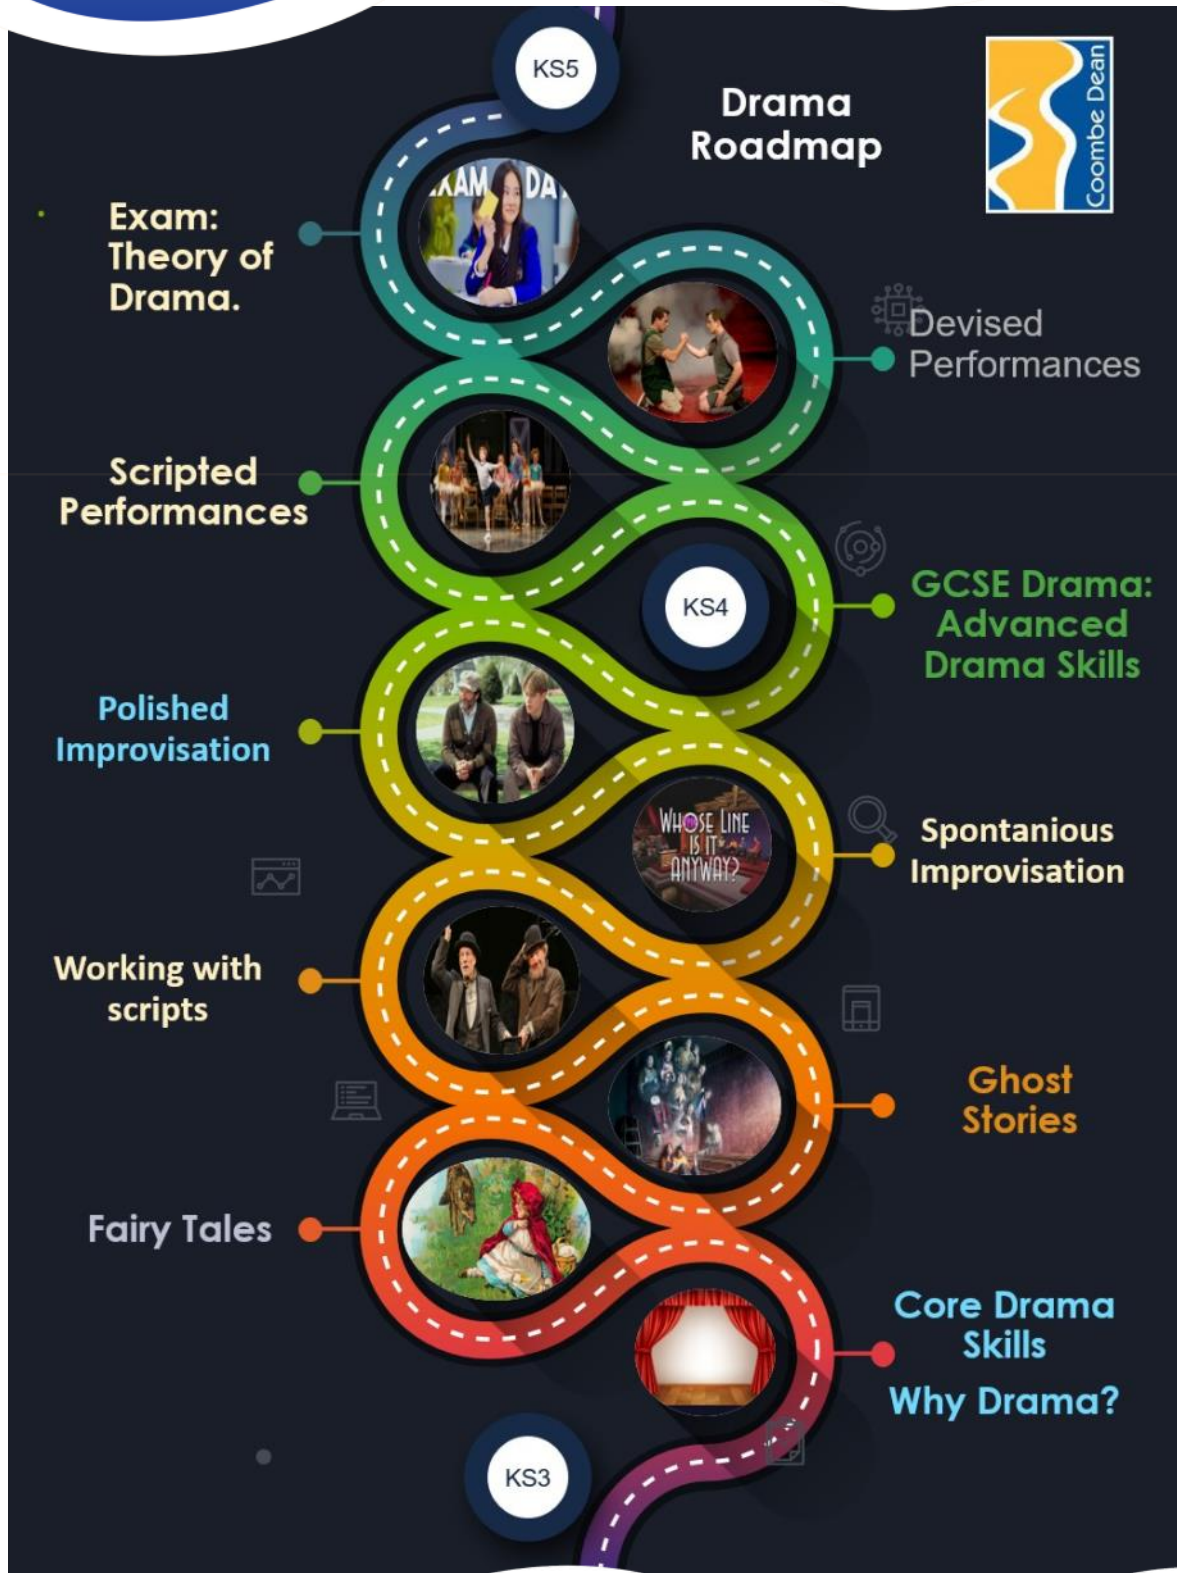 KS5
Drama
Roadmap
Coombe Dean
EXAM DA
Exam:
Theory of
Drama.
Devised
Performances
Scripted
Performances
KS4
GCSE Drama:
Advanced
Drama Skills
Polished
Improvisation
WHOSE LINE
IS IT
ANYWAY?
Spontanious
Improvisation
Working with
scripts
Ghost
Stories
Fairy Tales
Core Drama
Skills
Why Drama?
KS3